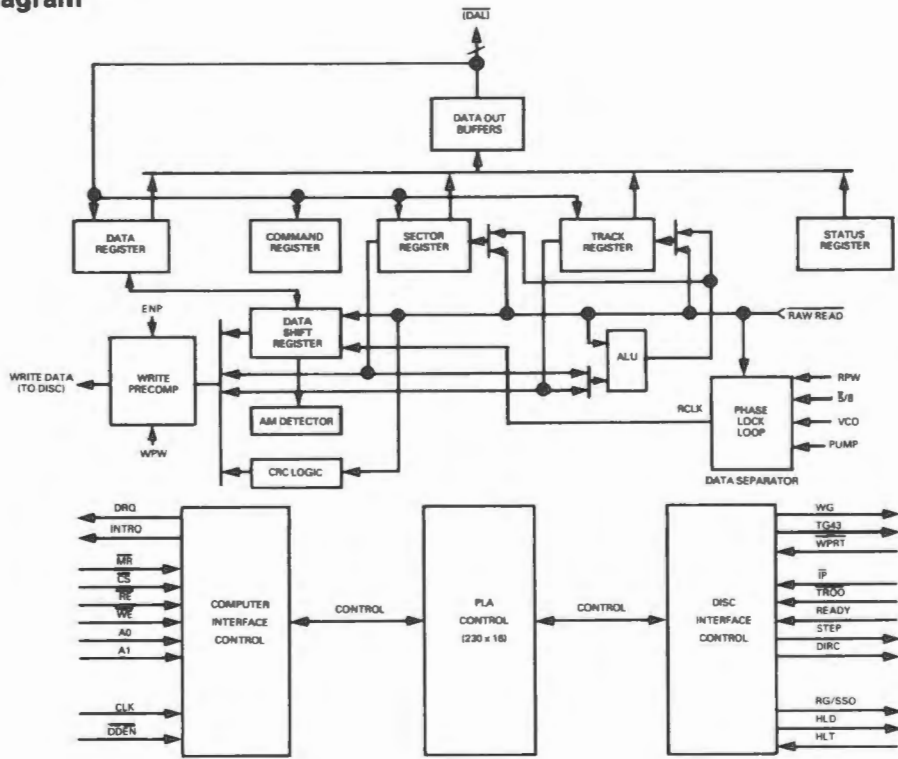 agram
(DAL)
DATA OUT
BUFFERS
DATA
REGISTER
COMMAND
REGISTER
SECTOR
REGISTER
TRACK
REGISTER
STATUS
REGISTER
ENP
DATA
SHIFT
REGISTER
RAW READ
ALU
WRITE DATA
(TO DISC)
WRITE
PRECOMP
RPW
5/8
VCO
PUMP
RCLK
PHASE
LOCK
LOOP
AM DETECTOR
WPW
CRC LOGIC
DATA SEPARATOR
DRQ
INTRQ
MR
CS
RE
WE
A0
A1
CLK
DDEN
COMPUTER
INTERFACE
CONTROL
CONTROL
PLA
CONTROL
(230 x 16)
CONTROL
DISC
INTERFACE
CONTROL
WG
TG43
WPRT
IP
TROO
READY
STEP
DIRC
RG/SSO
HLD
HLT